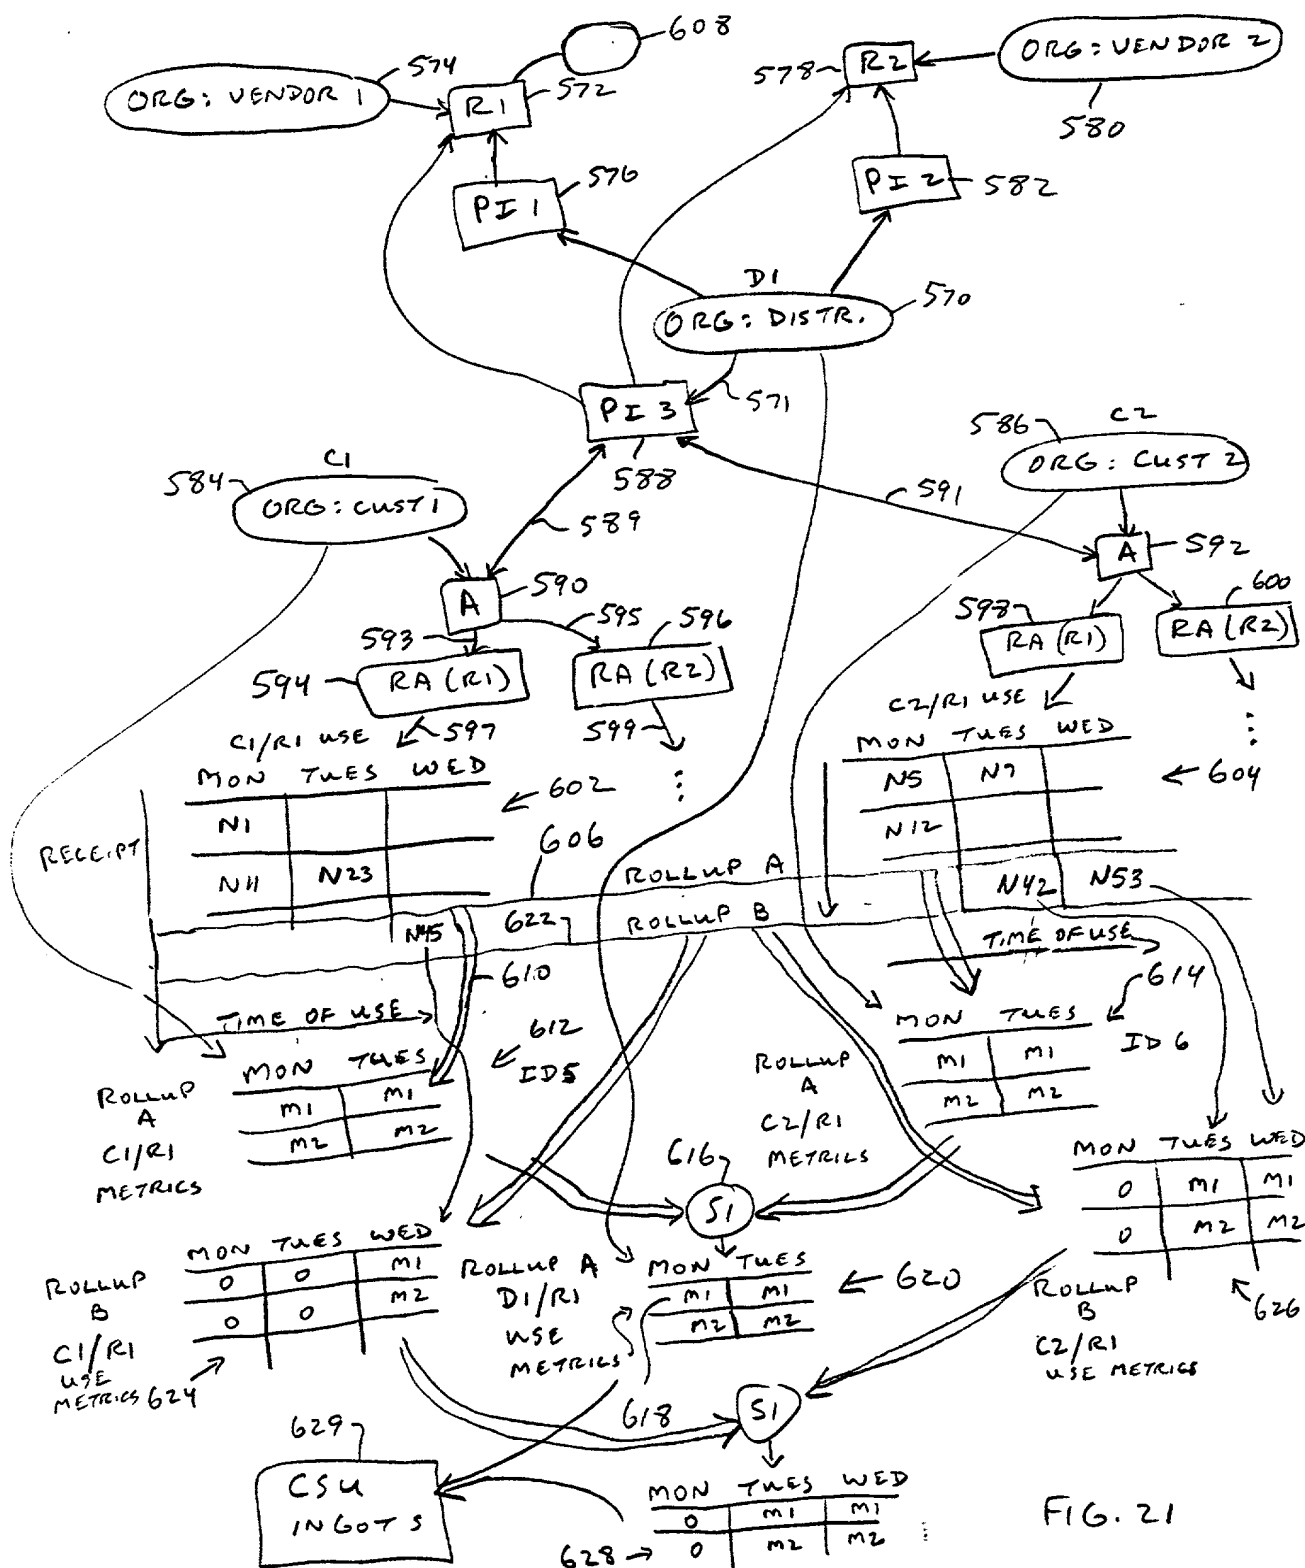 608
574
ORG: VENDOR 1
R1
572
578
R2
ORG: VENDOR 2
580
576
PI 1
PI 2
582
D1
ORG: DISTR.
570
571
PI 3
588
C1
584
ORG: CUST 1
589
591
586
C2
ORG: CUST 2
A
592
A
590
593
595
596
594
RA (R1)
RA (R2)
598
600
RA (R1)
RA (R2)
C1/R1 USE
597
599
C2/R1 USE
MON TUES WED
N1
N11 N23
602
606
RECEIPT
MON TUES WED
N5 N9
N12
604
ROLLUP A
N42 N53
N45
622
ROLLUP B
610
TIME OF USE
TIME OF USE
612
ID5
614
ID 6
MON TUES
M1 M1
M2 M2
ROLLUP
A
C1/R1
METRICS
MON TUES
M1 M1
M2 M2
ROLLUP
A
C2/R1
METRICS
616
S1
MON TUES WED
0 0 M1
0 0 M2
ROLLUP
B
C1/R1
USE
METRICS 624
ROLLUP A
D1/R1
USE
METRICS
MON TUES
M1 M1
M2 M2
620
MON TUES WED
0 M1 M1
0 M2 M2
626
ROLLUP
B
C2/R1
USE METRICS
618
S1
629
CSU
INGOTS
MON TUES WED
0 M1 M1
0 M2 M2
628
FIG. 21